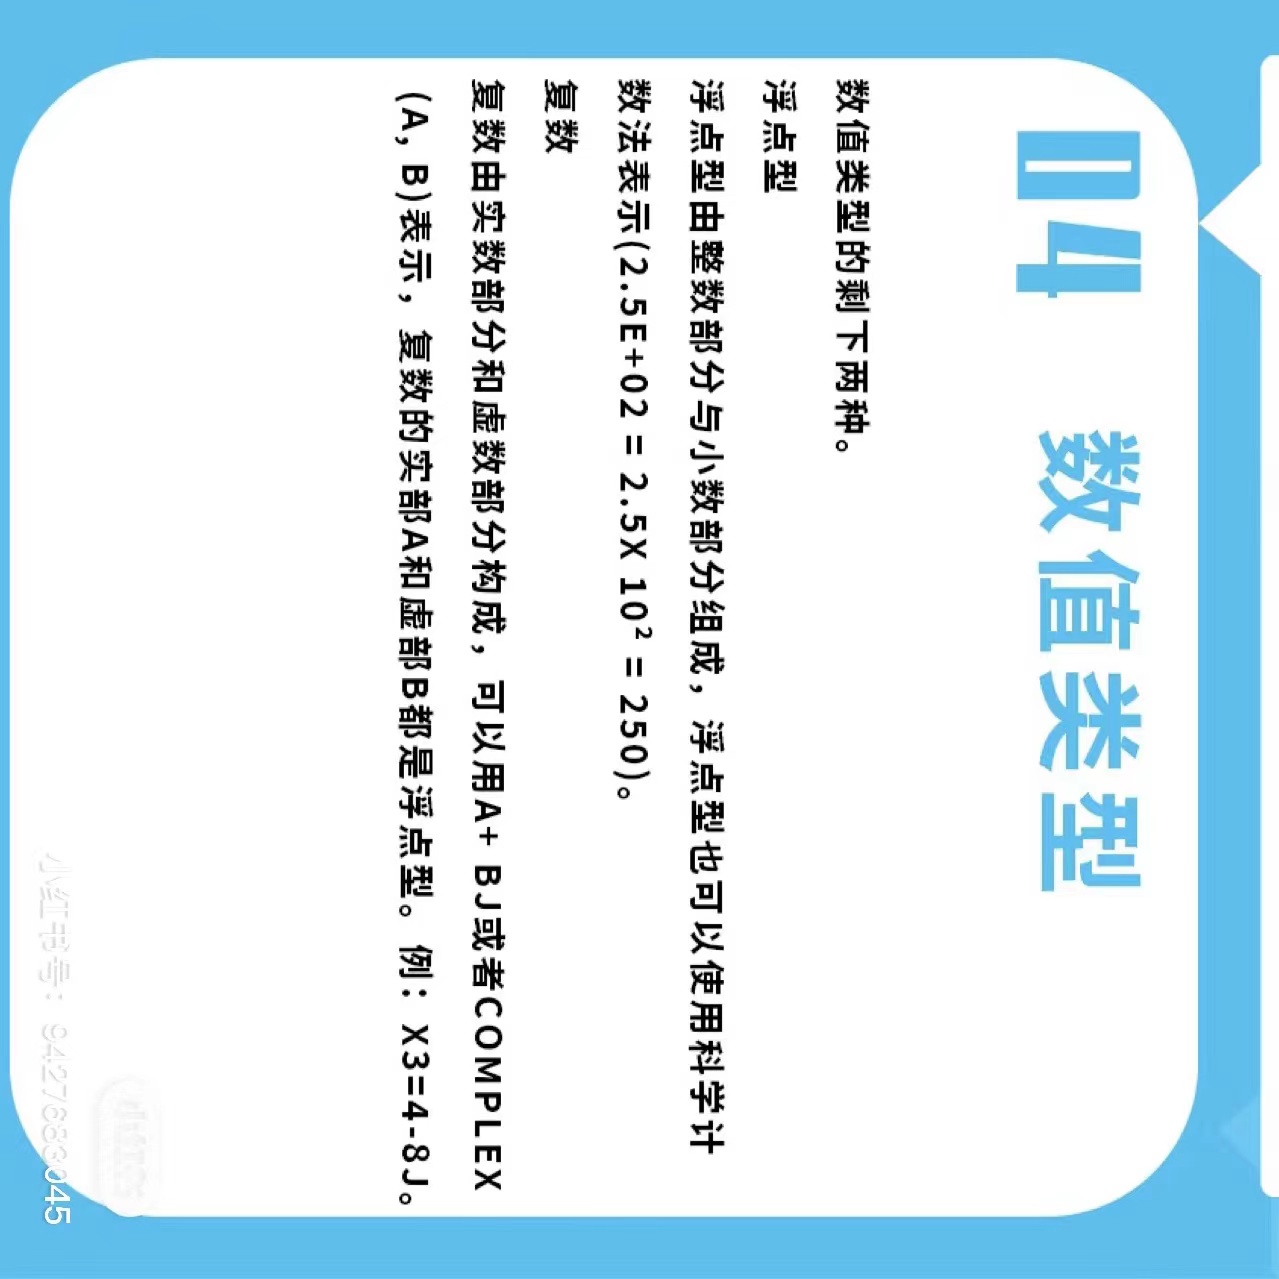 04 数值类型
数值类型的剩下两种。
浮点型
浮点型由整数部分与小数部分组成，浮点型也可以使用科学计
数法表示(2.5E+02 = 2.5X 10² = 250)。
复数
复数由实数部分和虚数部分构成，可以用A+ BJ或者COMPLEX
(A, B)表示，复数的实部A和虚部B都是浮点型。例：X3=4-8J。
小红书
小红书号：9427683045